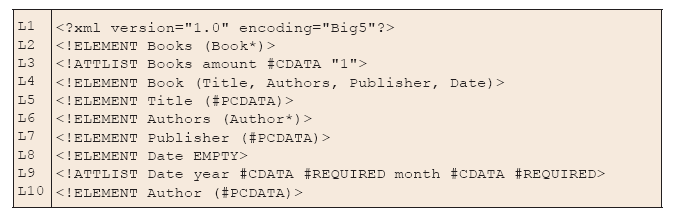 L1 <?xml version="1.0" encoding="Big5"?>
L2 <!ELEMENT Books (Book*)>
L3 <!ATTLIST Books amount #CDATA "1">
L4 <!ELEMENT Book (Title, Authors, Publisher, Date)>
L5 <!ELEMENT Title (#PCDATA)>
L6 <!ELEMENT Authors (Author*)>
L7 <!ELEMENT Publisher (#PCDATA)>
L8 <!ELEMENT Date EMPTY>
L9 <!ATTLIST Date year #CDATA #REQUIRED month #CDATA #REQUIRED>
L10 <!ELEMENT Author (#PCDATA)>